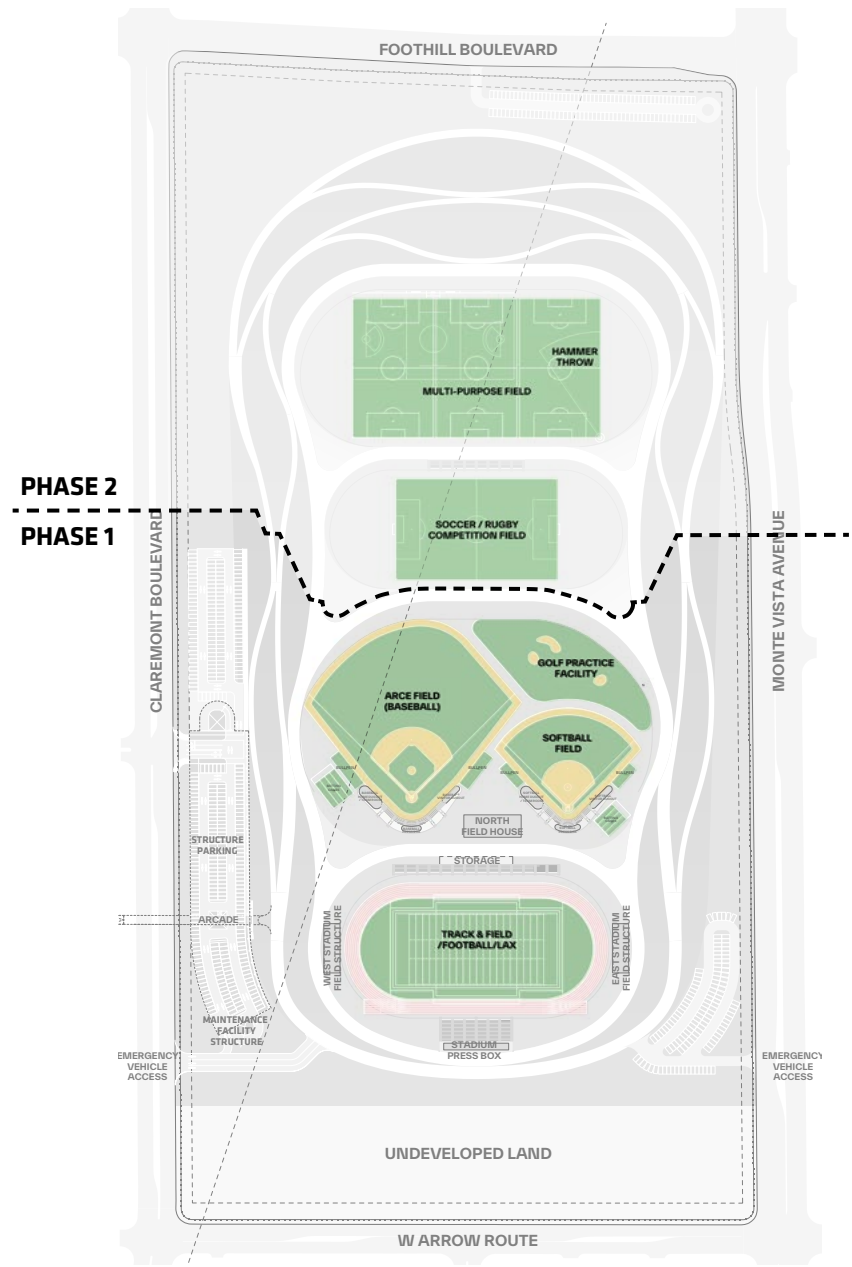 FOOTHILL BOULEVARD
HAMMER
THROW
MULTI-PURPOSE FIELD
PHASE 2
PHASE 1
CLAREMONT BOULEVARD
MONTE VISTA AVENUE
SOCCER / RUGBY
COMPETITION FIELD
GOLF PRACTICE
FACILITY
ARCE FIELD
(BASEBALL)
SOFTBALL
FIELD
BULLPEN
BULLPEN
BULLPEN
NORTH
FIELD HOUSE
STRUCTURE
PARKING
STORAGE
ARCADE
WEST STADIUM
FIELD STRUCTURE
TRACK & FIELD
/FOOTBALL/LAX
EAST STADIUM
FIELD STRUCTURE
MAINTENANCE
FACILITY
STRUCTURE
STADIUM
PRESS BOX
EMERGENCY
VEHICLE
ACCESS
EMERGENCY
VEHICLE
ACCESS
UNDEVELOPED LAND
W ARROW ROUTE